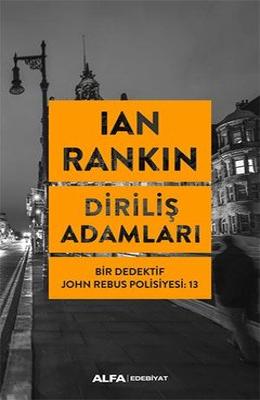 IAN
RANKIN
DİRİLİŞ
ADAMLARI
BİR DEDEKTİF
JOHN REBUS POLİSİYESİ: 13
ALFA | EDEBİYAT